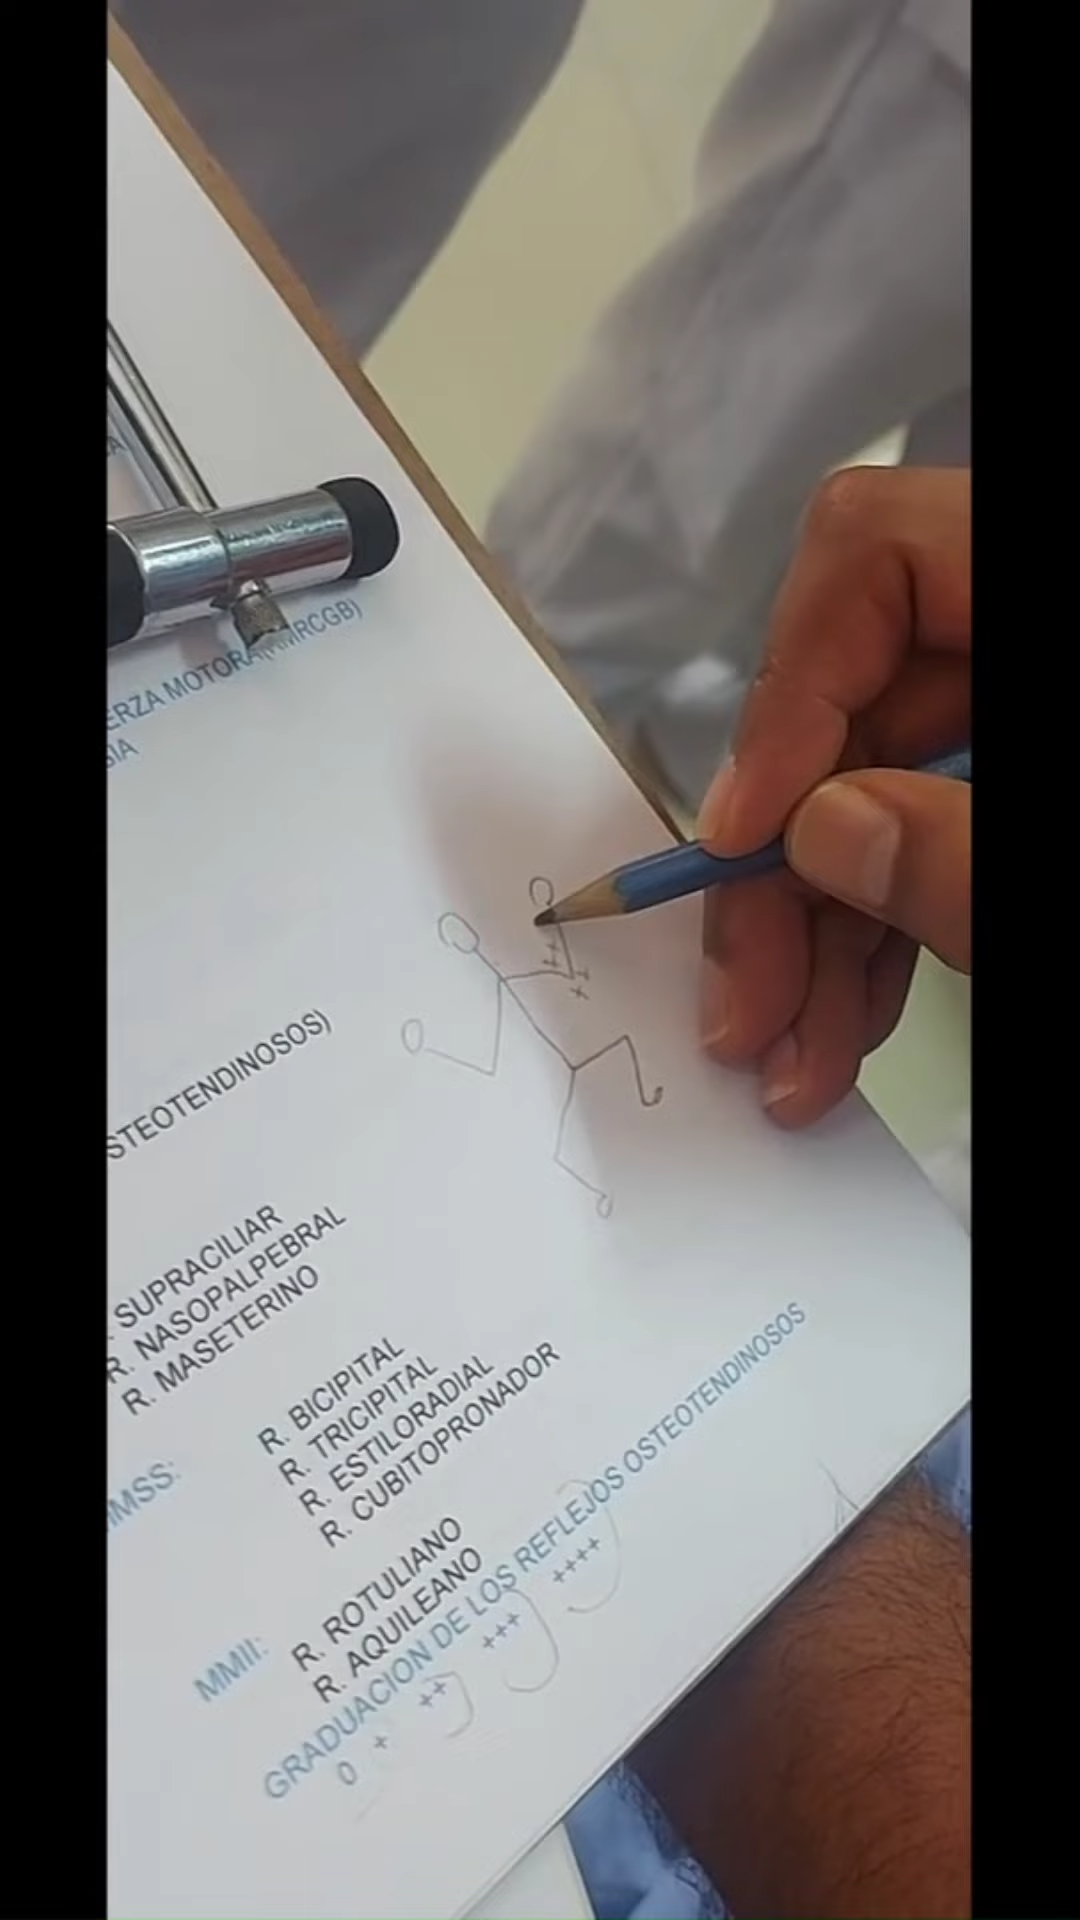 ERZA MOTORA(MRCGB)
SIA
STEOTENDINOSOS)
SUPRACILIAR
R. NASOPALPEBRAL
R. MASETERINO
MMSS:
R. BICIPITAL
R. TRICIPITAL
R. ESTILORADIAL
R. CUBITOPRONADOR
MMII:
R. ROTULIANO
R. AQUILEANO
GRADUACION DE LOS REFLEJOS OSTEOTENDINOSOS
0 + ++ +++ ++++